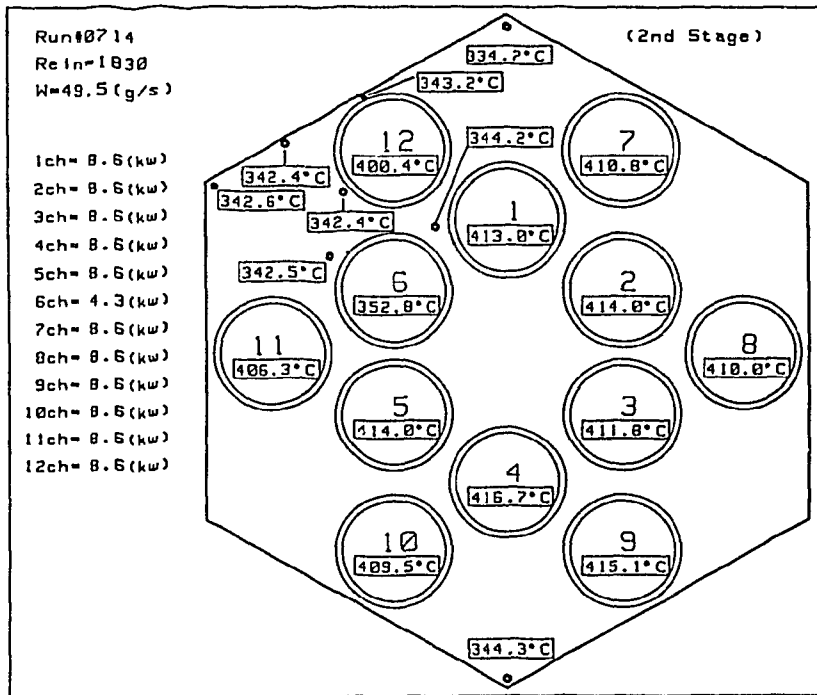 Run#0714
Rein=1830
W=49.5(g/s)
(2nd Stage)
1ch= 8.6(kw)
2ch= 8.6(kw)
3ch= 8.6(kw)
4ch= 8.6(kw)
5ch= 8.6(kw)
6ch= 4.3(kw)
7ch= 8.6(kw)
8ch= 8.6(kw)
9ch= 8.6(kw)
10ch= 8.6(kw)
11ch= 8.6(kw)
12ch= 8.6(kw)
334.7°C
343.2°C
344.2°C
12
400.4°C
7
410.8°C
342.4°C
342.6°C
342.4°C
1
413.0°C
342.5°C
6
352.8°C
2
414.0°C
11
406.3°C
8
410.0°C
5
414.0°C
3
411.8°C
4
416.7°C
10
409.5°C
9
415.1°C
344.3°C